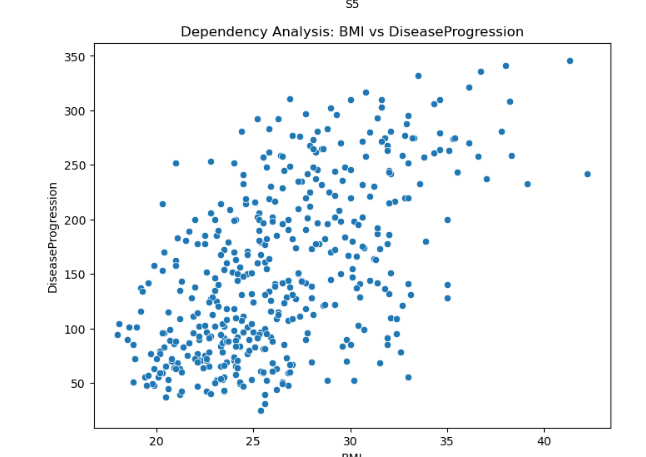 S5
Dependency Analysis: BMI vs DiseaseProgression
350
300
250
200
150
100
50
DiseaseProgression
20 25 30 35 40
BMI